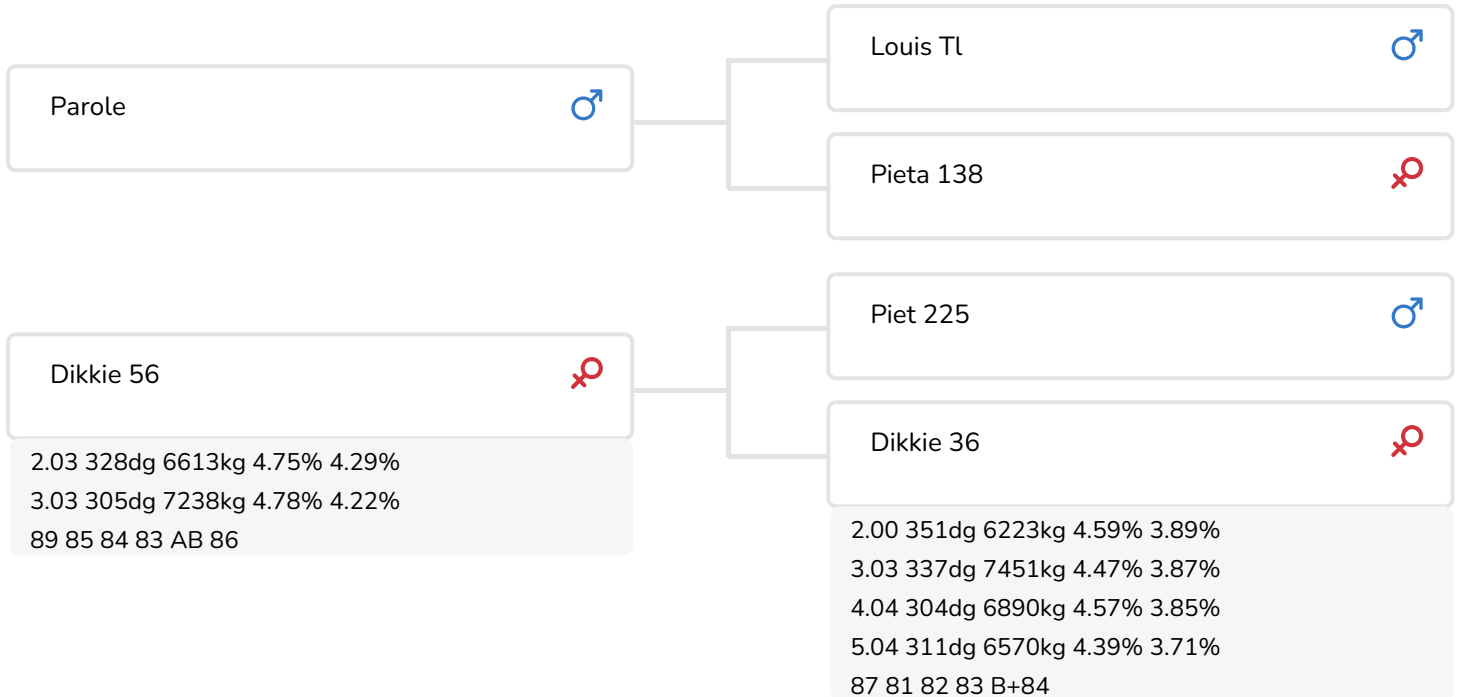 Parole
Louis Tl
Pieta 138
Dikkie 56
2.03 328dg 6613kg 4.75% 4.29%
3.03 305dg 7238kg 4.78% 4.22%
89 85 84 83 AB 86
Piet 225
Dikkie 36
2.00 351dg 6223kg 4.59% 3.89%
3.03 337dg 7451kg 4.47% 3.87%
4.04 304dg 6890kg 4.57% 3.85%
5.04 311dg 6570kg 4.39% 3.71%
87 81 82 83 B+84